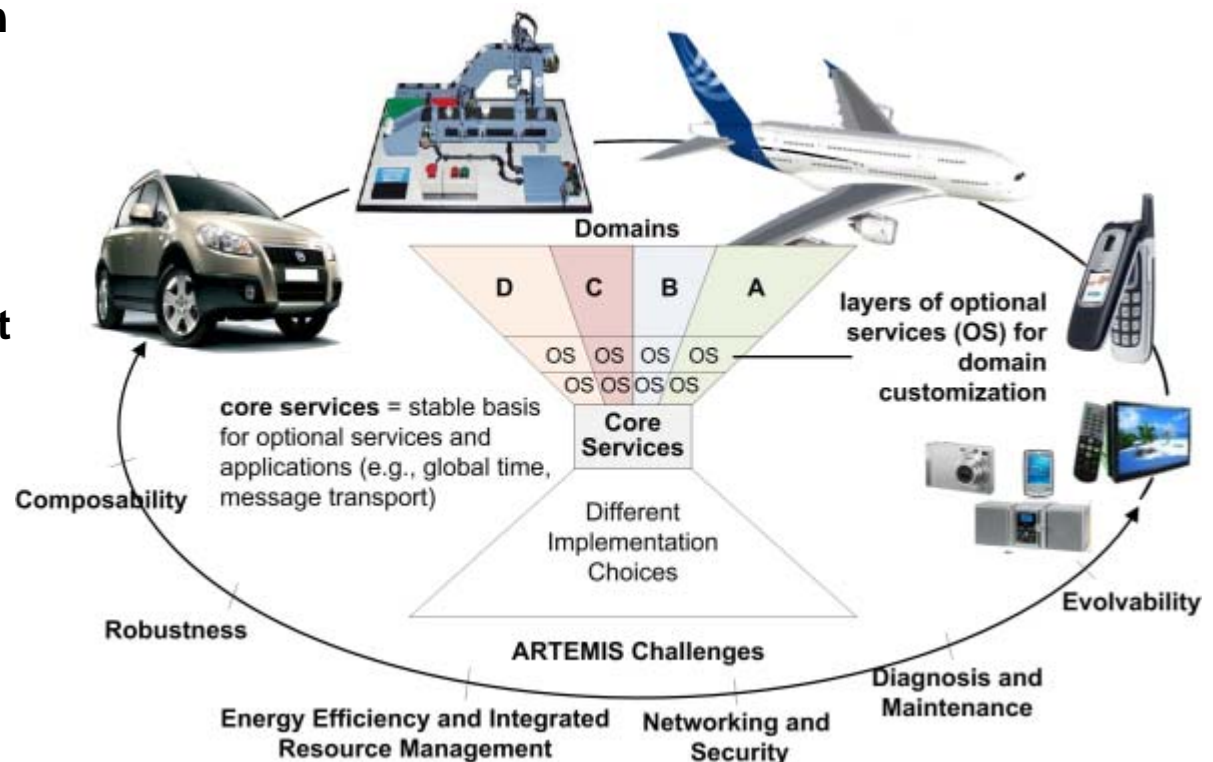 n
t
Domains
D C B A
OS OS OS OS
OS OS OS OS
layers of optional
services (OS) for
domain
customization
core services = stable basis
for optional services and
applications (e.g., global time,
message transport)
Core
Services
Different
Implementation
Choices
Composability
Robustness
Energy Efficiency and Integrated
Resource Management
ARTEMIS Challenges
Networking and
Security
Diagnosis and
Maintenance
Evolvability